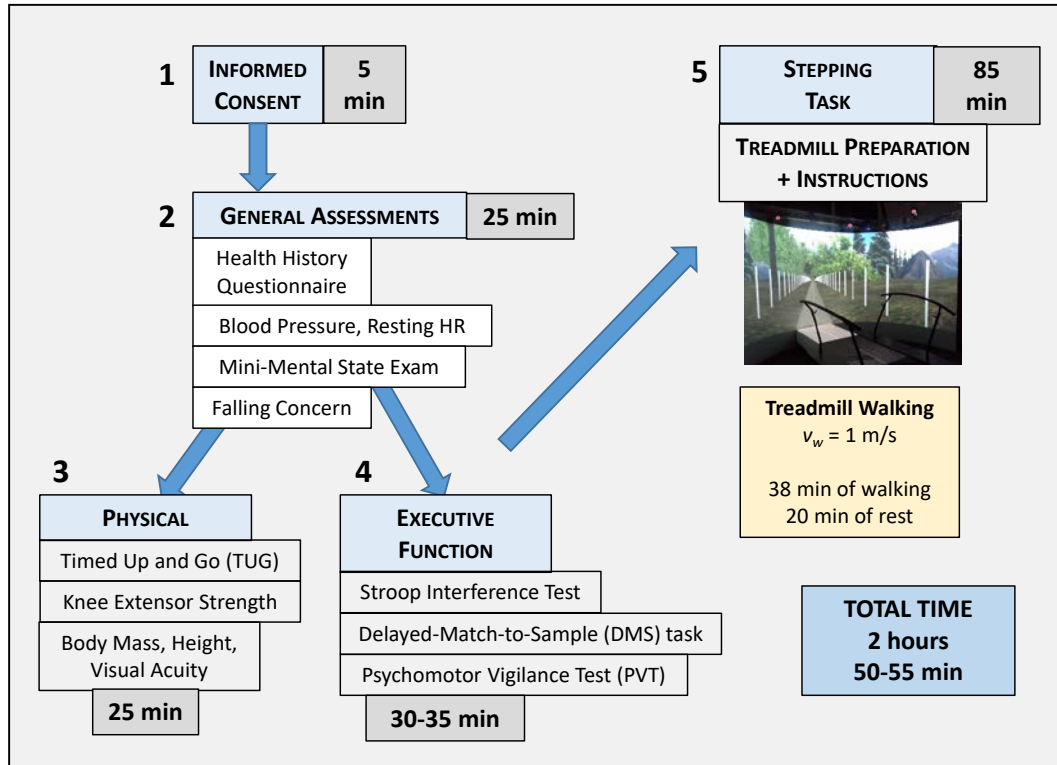 1
INFORMED
CONSENT
5
min
2
GENERAL ASSESSMENTS
25 min
Health History
Questionnaire
Blood Pressure, Resting HR
Mini-Mental State Exam
Falling Concern
3
PHYSICAL
Timed Up and Go (TUG)
Knee Extensor Strength
Body Mass, Height,
Visual Acuity
25 min
4
EXECUTIVE
FUNCTION
Stroop Interference Test
Delayed-Match-to-Sample (DMS) task
Psychomotor Vigilance Test (PVT)
30-35 min
5
STEPPING
TASK
85
min
TREADMILL PREPARATION
+ INSTRUCTIONS
Treadmill Walking
v_w = 1 m/s
38 min of walking
20 min of rest
TOTAL TIME
2 hours
50-55 min